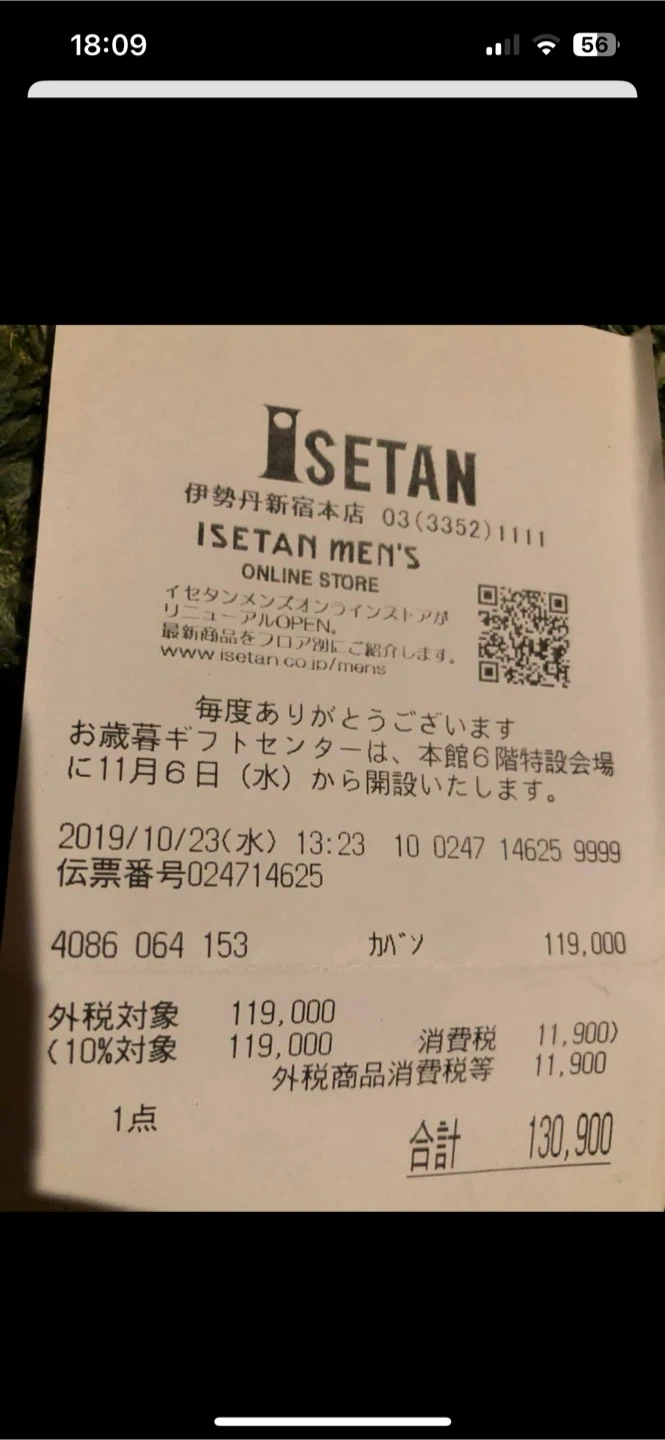 18:09
56
ISETAN
伊勢丹新宿本店 03(3352)1111
ISETAN MEN'S
ONLINE STORE
イセタンメンズオンラインストアが
リニューアルOPEN。
最新商品をフロア別にご紹介します。
www.isetan.co.jp/mens
毎度ありがとうございます
お歳暮ギフトセンターは、本館6階特設会場
に11月6日(水)から開設いたします。
2019/10/23(水) 13:23 10 0247 14625 9999
伝票番号024714625
4086 064 153 カバン 119,000
外税対象 119,000
(10%対象 119,000 消費税 11,900)
外税商品消費税等 11,900
1点
合計 130,900